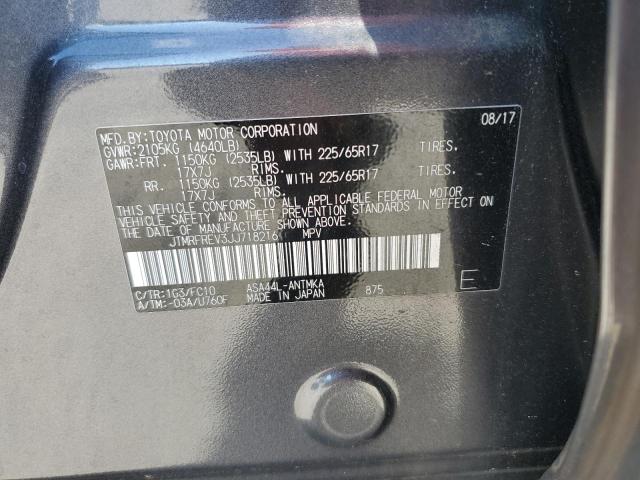 MFD.BY:TOYOTA MOTOR CORPORATION 08/17
GVWR:2105KG (4640LB)
GAWR:FRT. 1150KG (2535LB) WITH 225/65R17 TIRES.
17X7J RIMS.
RR. 1150KG (2535LB) WITH 225/65R17 TIRES.
17X7J RIMS.
THIS VEHICLE CONFORMS TO ALL APPLICABLE FEDERAL MOTOR
VEHICLE SAFETY AND THEFT PREVENTION STANDARDS IN EFFECT ON
THE DATE OF MANUFACTURE SHOWN ABOVE.
JTMRFREV3JJ718216 MPV
C/TR:1G3/FC10 ASA44L-ANTMKA 875
A/TM:-03A/U760F MADE IN JAPAN E